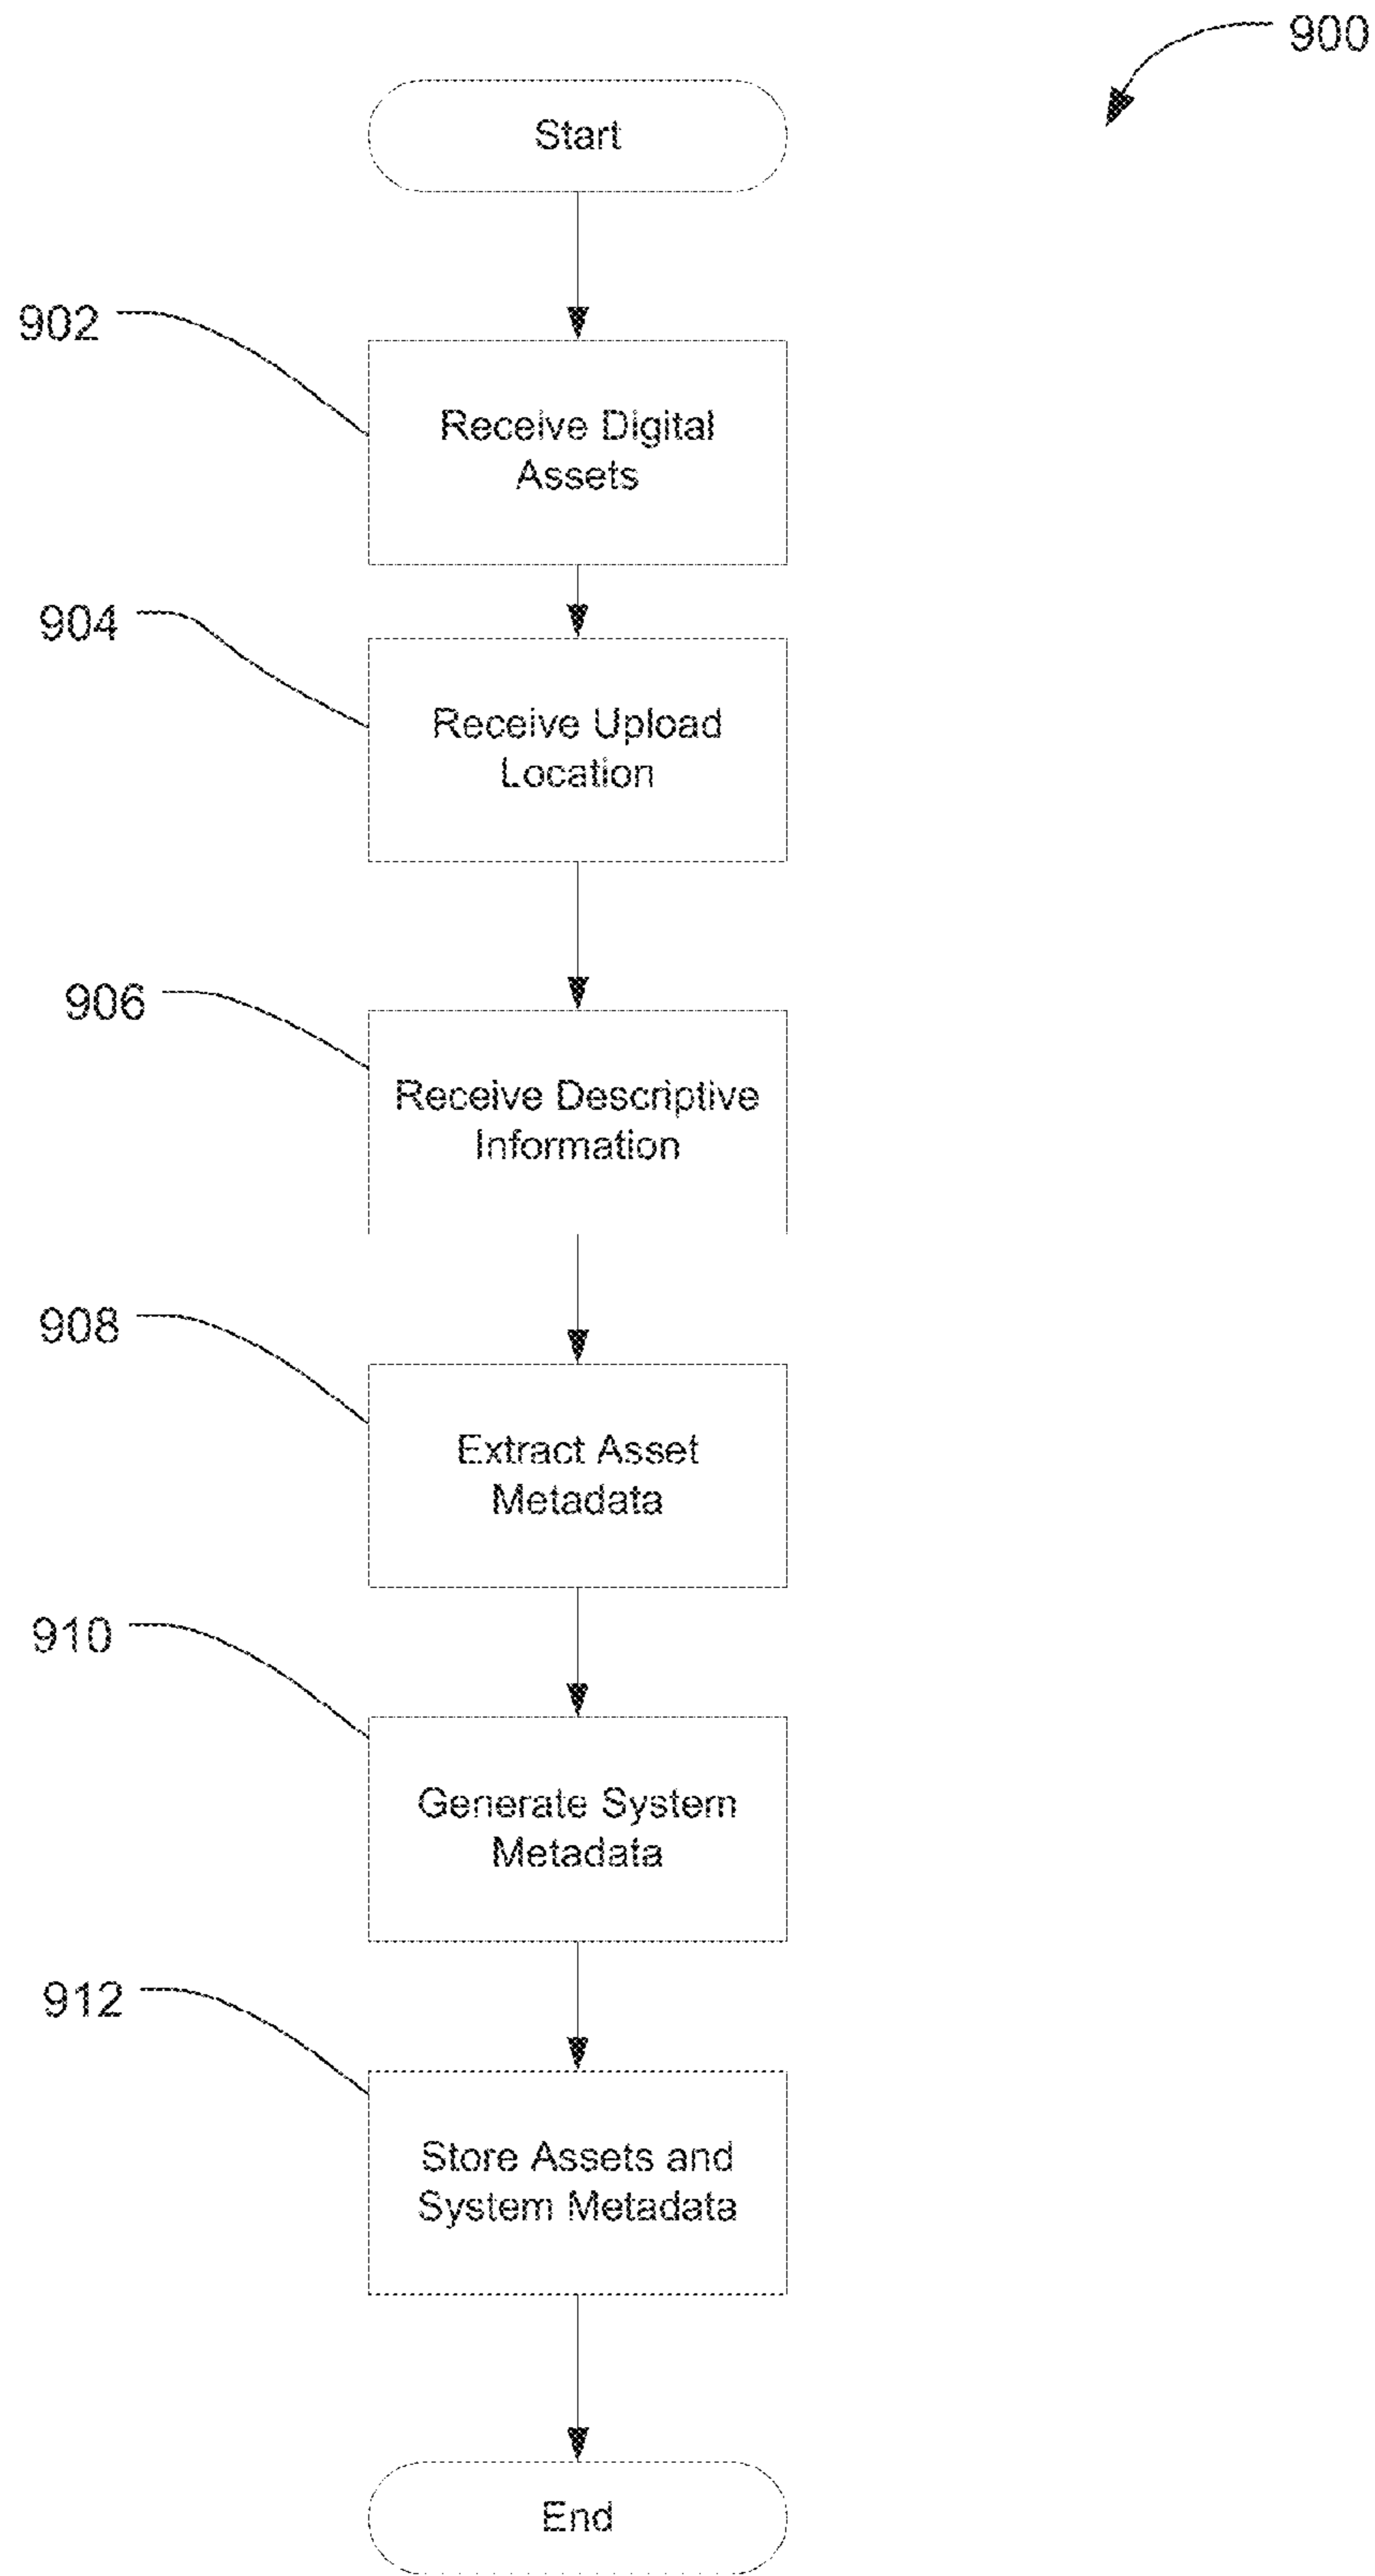 900
Start
902
Receive Digital
Assets
904
Receive Upload
Location
906
Receive Descriptive
Information
908
Extract Asset
Metadata
910
Generate System
Metadata
912
Store Assets and
System Metadata
End